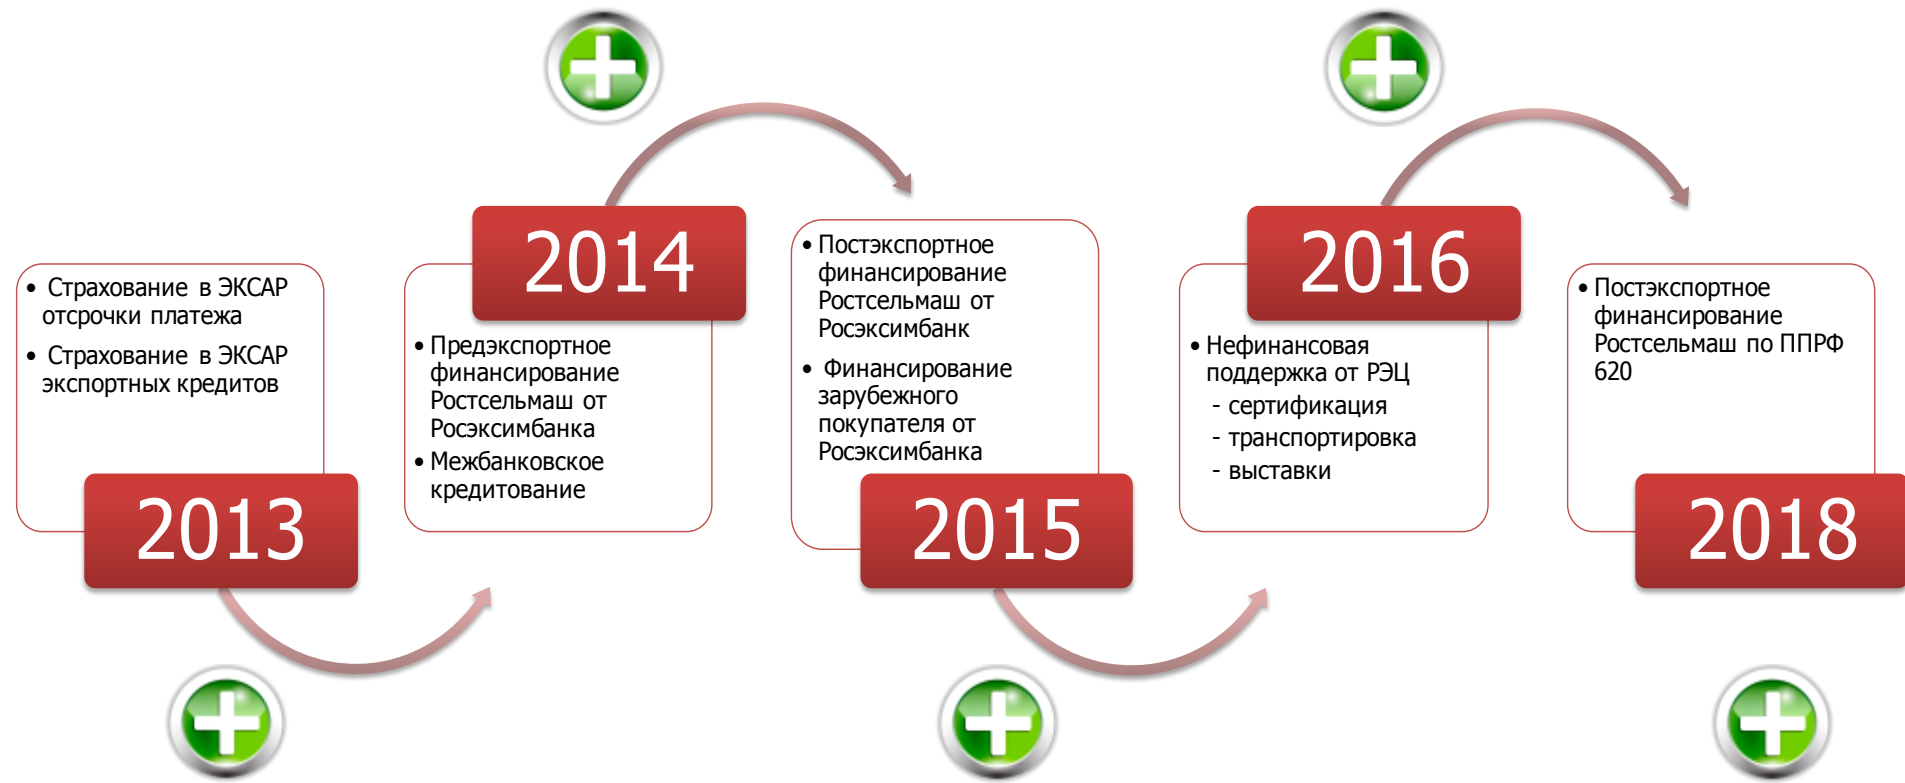 2013
• Страхование в ЭКСАР
отсрочки платежа
• Страхование в ЭКСАР
экспортных кредитов
2014
• Предэкспортное
финансирование
Ростсельмаш от
Росэксимбанка
• Межбанковское
кредитование
• Постэкспортное
финансирование
Ростсельмаш от
Росэксимбанк
• Финансирование
зарубежного
покупателя от
Росэксимбанка
2015
2016
• Нефинансовая
поддержка от РЭЦ
- сертификация
- транспортировка
- выставки
• Постэкспортное
финансирование
Ростсельмаш по ППРФ
620
2018